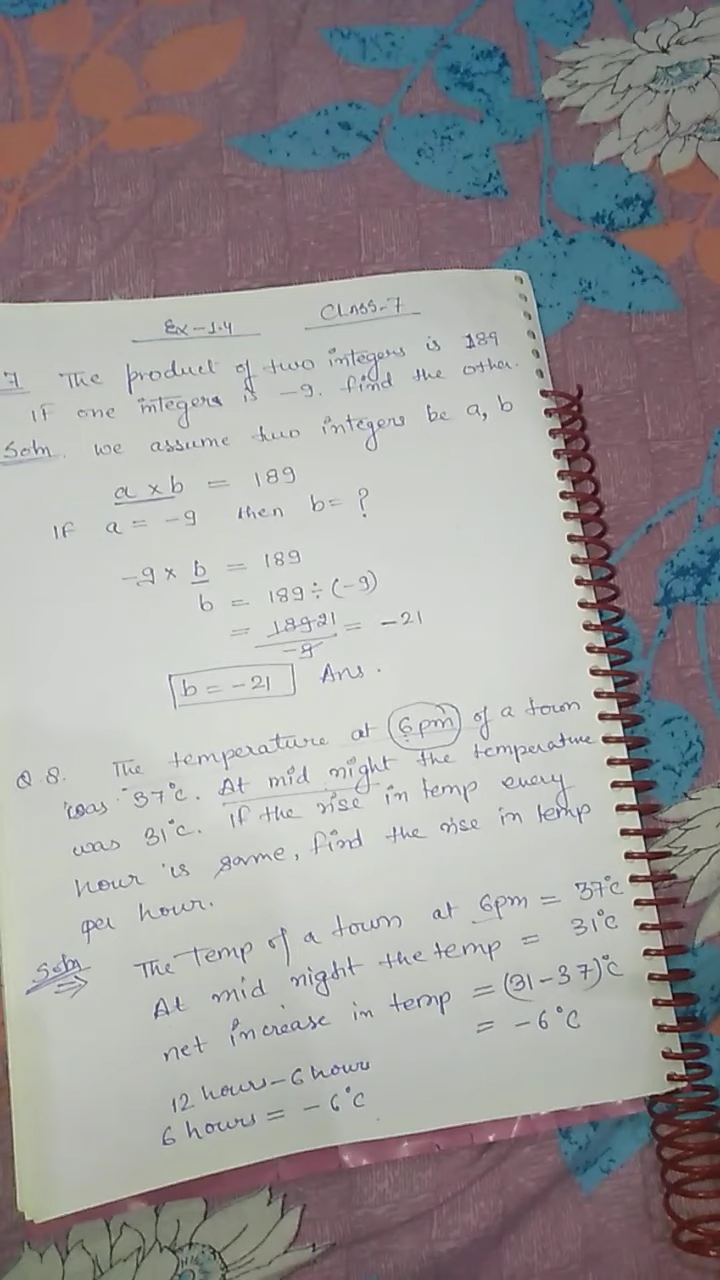 Ex-1.4 Class-7
7 The product of two integers is 189
IF one integers is -9. find the other.
Soln. we assume two integers be a, b
a × b = 189
IF a = -9 then b= ?
-9 × b = 189
b = 189 ÷ (-9)
= 189 21 / -9 = -21
b = -21 Ans.
Q.8. The temperature at 6pm of a town
was 37°c. At mid night the temperature
was 31°c. If the rise in temp every
hour is same, find the rise in temp
per hour.
Soln ⇒ The Temp of a town at 6pm = 37°c
At mid night the temp = 31°c
net increase in temp = (31-37)°c
= -6°c
12 hours - 6 hour
6 hours = -6°c